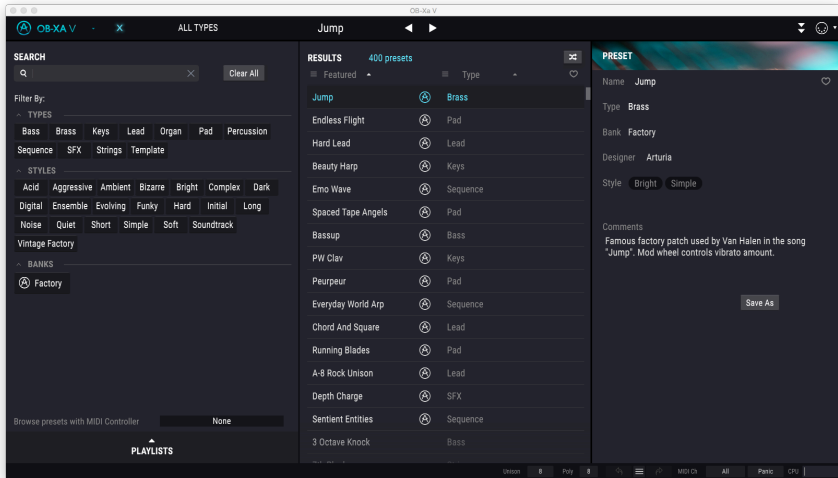 OB-Xa V
OB-XA V
ALL TYPES
Jump
SEARCH
Clear All
Filter By:
TYPES
Bass Brass Keys Lead Organ Pad Percussion
Sequence SFX Strings Template
STYLES
Acid Aggressive Ambient Bizarre Bright Complex Dark
Digital Ensemble Evolving Funky Hard Initial Long
Noise Quiet Short Simple Soft Soundtrack
Vintage Factory
BANKS
Factory
Browse presets with MIDI Controller None
PLAYLISTS
RESULTS 400 presets
Featured Type
Jump Brass
Endless Flight Pad
Hard Lead Lead
Beauty Harp Keys
Emo Wave Sequence
Spaced Tape Angels Pad
Bassup Bass
PW Clav Keys
Peurpeur Pad
Everyday World Arp Sequence
Chord And Square Lead
Running Blades Pad
A-8 Rock Unison Lead
Depth Charge SFX
Sentient Entities Sequence
3 Octave Knock Bass
PRESET
Name Jump
Type Brass
Bank Factory
Designer Arturia
Style Bright Simple
Comments
Famous factory patch used by Van Halen in the song
"Jump". Mod wheel controls vibrato amount.
Save As
Unison 8 Poly 8 MIDI Ch All Panic CPU